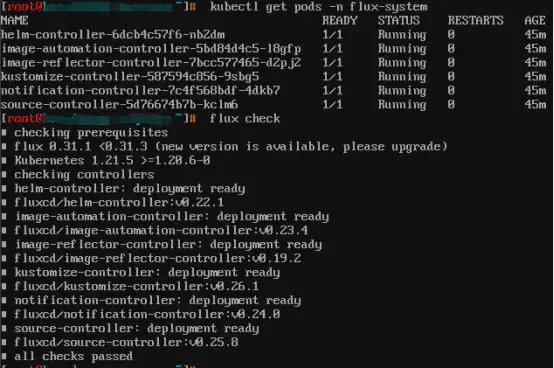 [root@ ]# kubectl get pods -n flux-system
NAME READY STATUS RESTARTS AGE
helm-controller-6dcb4c57f6-nb2dm 1/1 Running 0 45m
image-automation-controller-5bd84d4c5-l8gfp 1/1 Running 0 45m
image-reflector-controller-7bcc577465-d2pj2 1/1 Running 0 45m
kustomize-controller-587594c856-9sbg5 1/1 Running 0 45m
notification-controller-7c4f568bdf-4dkb7 1/1 Running 0 45m
source-controller-5d76674b7b-kclm6 1/1 Running 0 45m
[root@ ]# flux check
■ checking prerequisites
■ flux 0.31.1 <0.31.3 (new version is available, please upgrade)
■ Kubernetes 1.21.5 >=1.20.6-0
■ checking controllers
■ helm-controller: deployment ready
■ fluxcd/helm-controller:v0.22.1
■ image-automation-controller: deployment ready
■ fluxcd/image-automation-controller:v0.23.4
■ image-reflector-controller: deployment ready
■ fluxcd/image-reflector-controller:v0.19.2
■ kustomize-controller: deployment ready
■ fluxcd/kustomize-controller:v0.26.1
■ notification-controller: deployment ready
■ fluxcd/notification-controller:v0.24.0
■ source-controller: deployment ready
■ fluxcd/source-controller:v0.25.8
■ all checks passed